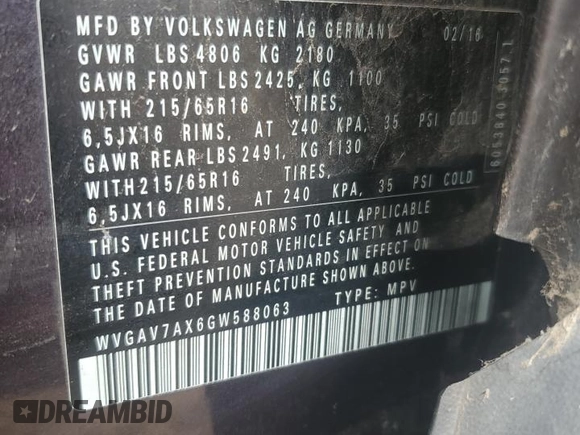 MFD BY VOLKSWAGEN AG GERMANY 02/16
GVWR LBS 4806 KG 2180
GAWR FRONT LBS 2425, KG 1100
WITH 215/65R16 TIRES,
6,5JX16 RIMS, AT 240 KPA, 35 PSI COLD
GAWR REAR LBS 2491, KG 1130
WITH215/65R16 TIRES,
6,5JX16 RIMS, AT 240 KPA, 35 PSI COLD
THIS VEHICLE CONFORMS TO ALL APPLICABLE
U.S. FEDERAL MOTOR VEHICLE SAFETY AND
THEFT PREVENTION STANDARDS IN EFFECT ON
THE DATE OF MANUFACTURE SHOWN ABOVE.
WVGAV7AX6GW588063 TYPE: MPV
DREAMBID